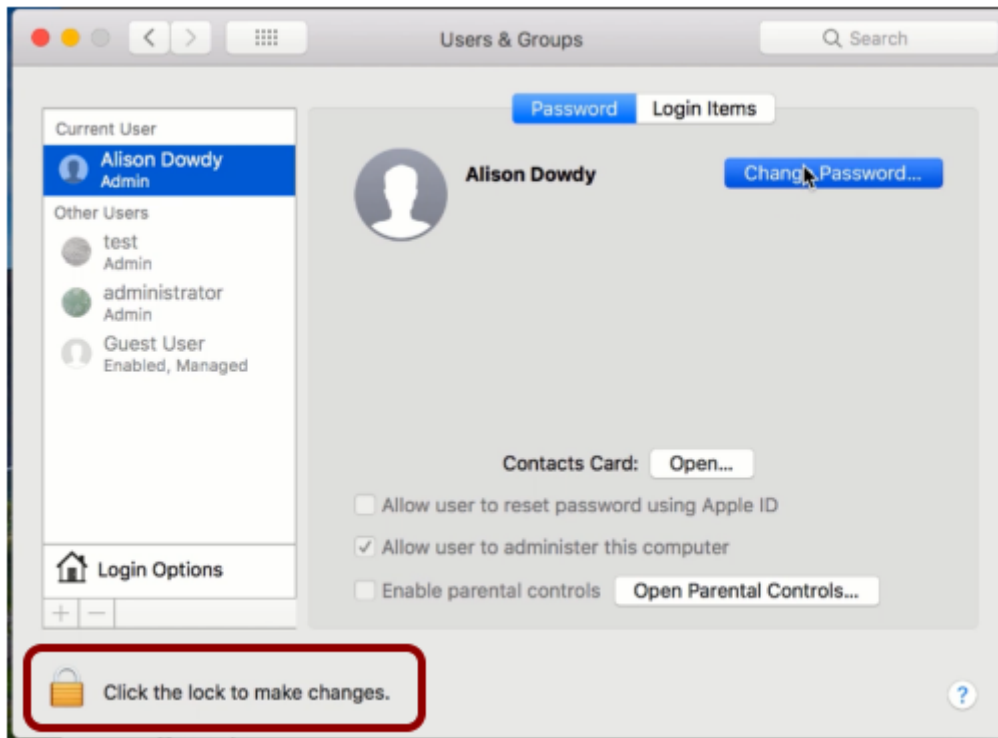 Users & Groups
Search
Password
Login Items
Current User
Alison Dowdy
Admin
Other Users
test
Admin
administrator
Admin
Guest User
Enabled, Managed
Login Options
+ −
Alison Dowdy
Change Password...
Contacts Card: Open...
Allow user to reset password using Apple ID
Allow user to administer this computer
Enable parental controls Open Parental Controls...
Click the lock to make changes.
?